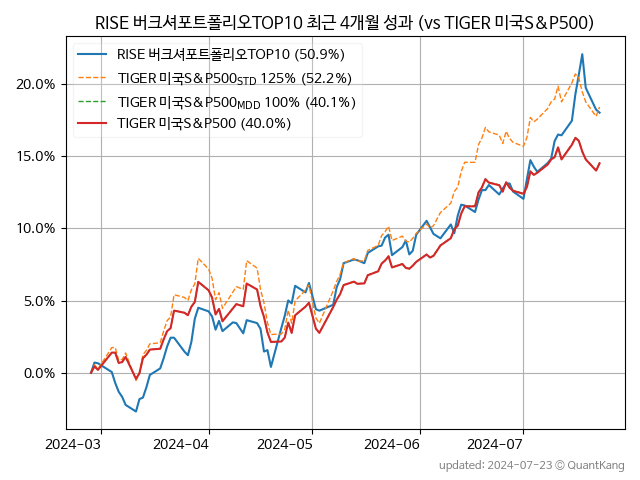 RISE 버크셔포트폴리오TOP10 최근 4개월 성과 (vs TIGER 미국S&P500)
RISE 버크셔포트폴리오TOP10 (50.9%)
TIGER 미국S&P500STD 125% (52.2%)
TIGER 미국S&P500MDD 100% (40.1%)
TIGER 미국S&P500 (40.0%)
20.0%
15.0%
10.0%
5.0%
0.0%
2024-03
2024-04
2024-05
2024-06
2024-07
updated: 2024-07-23 © QuantKang